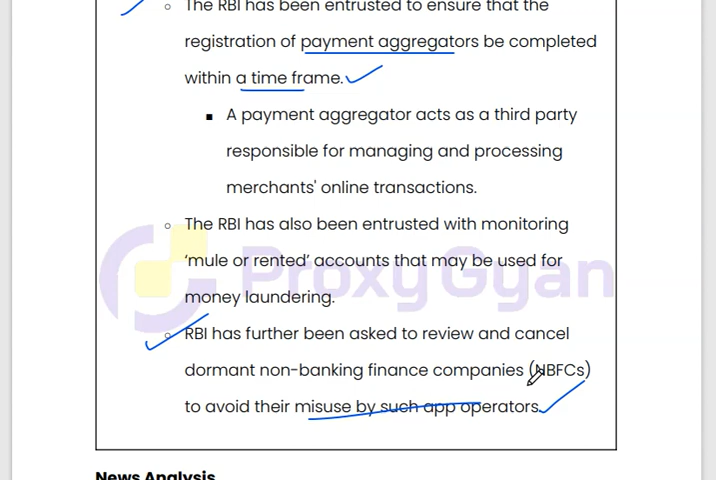 ○ The RBI has been entrusted to ensure that the
registration of payment aggregators be completed
within a time frame.
▪ A payment aggregator acts as a third party
responsible for managing and processing
merchants' online transactions.
○ The RBI has also been entrusted with monitoring
‘mule or rented’ accounts that may be used for
money laundering.
○ RBI has further been asked to review and cancel
dormant non-banking finance companies (NBFCs)
to avoid their misuse by such app operators.
Proxy Gyan
News Analysis